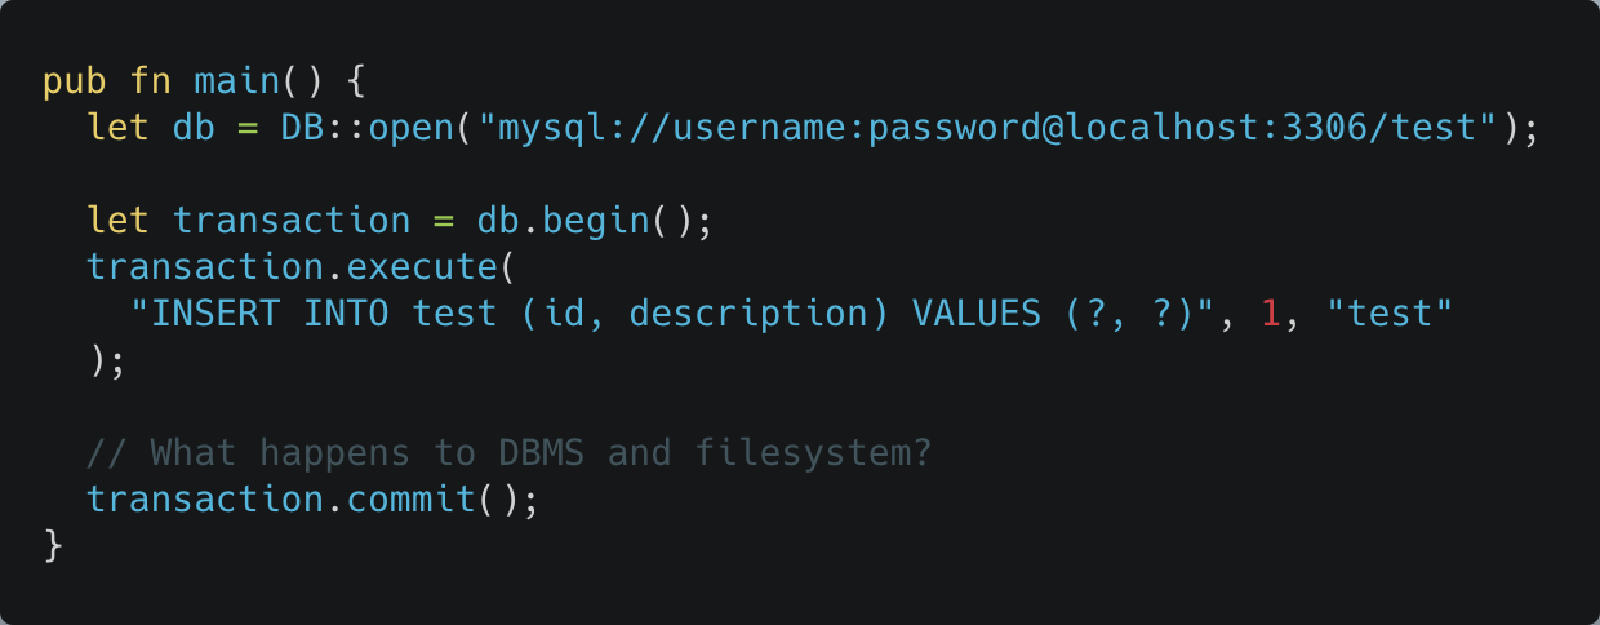 pub fn main() {
  let db = DB::open("mysql://username:password@localhost:3306/test");

  let transaction = db.begin();
  transaction.execute(
    "INSERT INTO test (id, description) VALUES (?, ?)", 1, "test"
  );

  // What happens to DBMS and filesystem?
  transaction.commit();
}